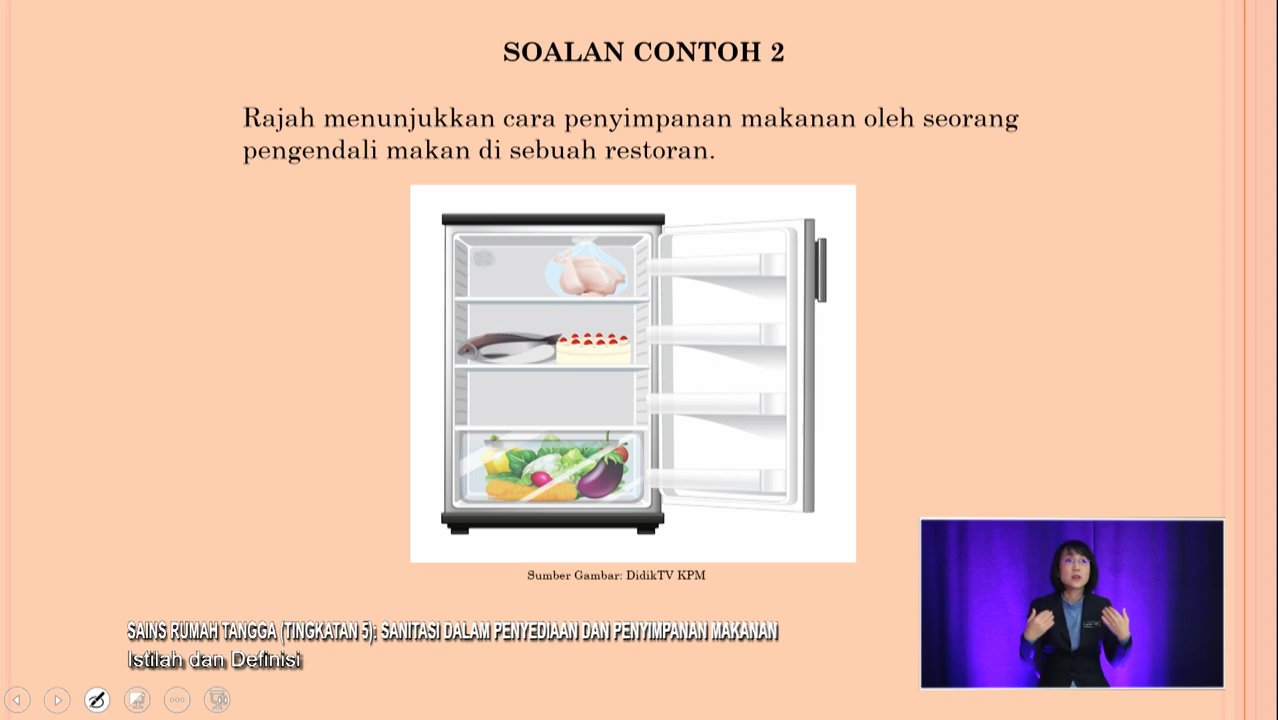 SOALAN CONTOH 2
Rajah menunjukkan cara penyimpanan makanan oleh seorang
pengendali makan di sebuah restoran.
Sumber Gambar: DidikTV KPM
SAINS RUMAH TANGGA (TINGKATAN 5): SANITASI DALAM PENYEDIAAN DAN PENYIMPANAN MAKANAN
Istilah dan Definisi